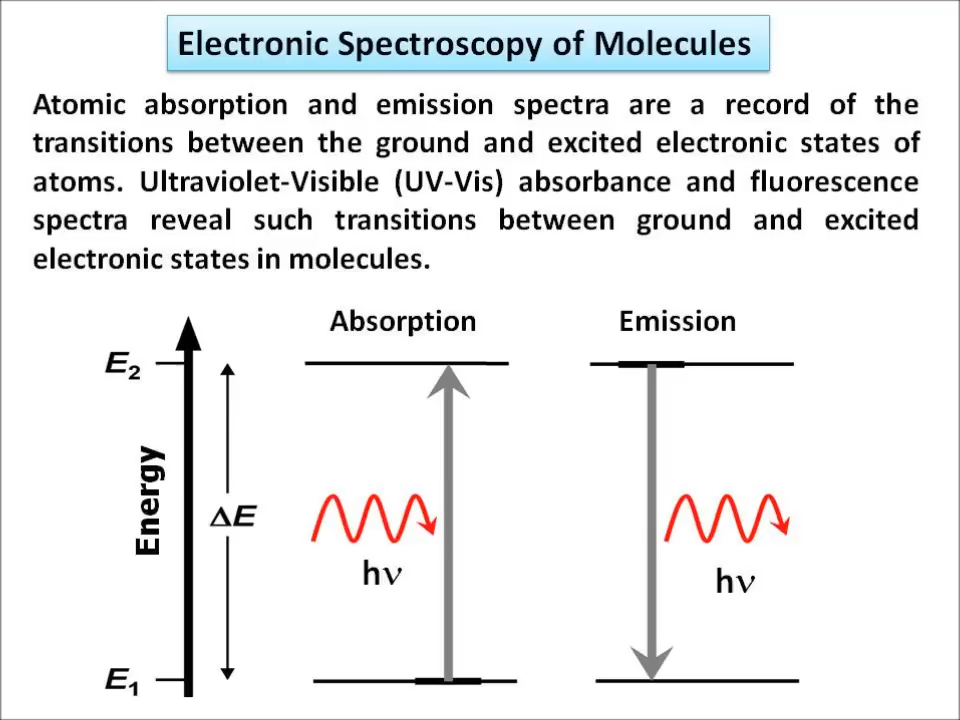 Electronic Spectroscopy of Molecules
Atomic absorption and emission spectra are a record of the
transitions between the ground and excited electronic states of
atoms. Ultraviolet-Visible (UV-Vis) absorbance and fluorescence
spectra reveal such transitions between ground and excited
electronic states in molecules.
Absorption
Emission
E₂
Energy
ΔE
hν
hν
E₁